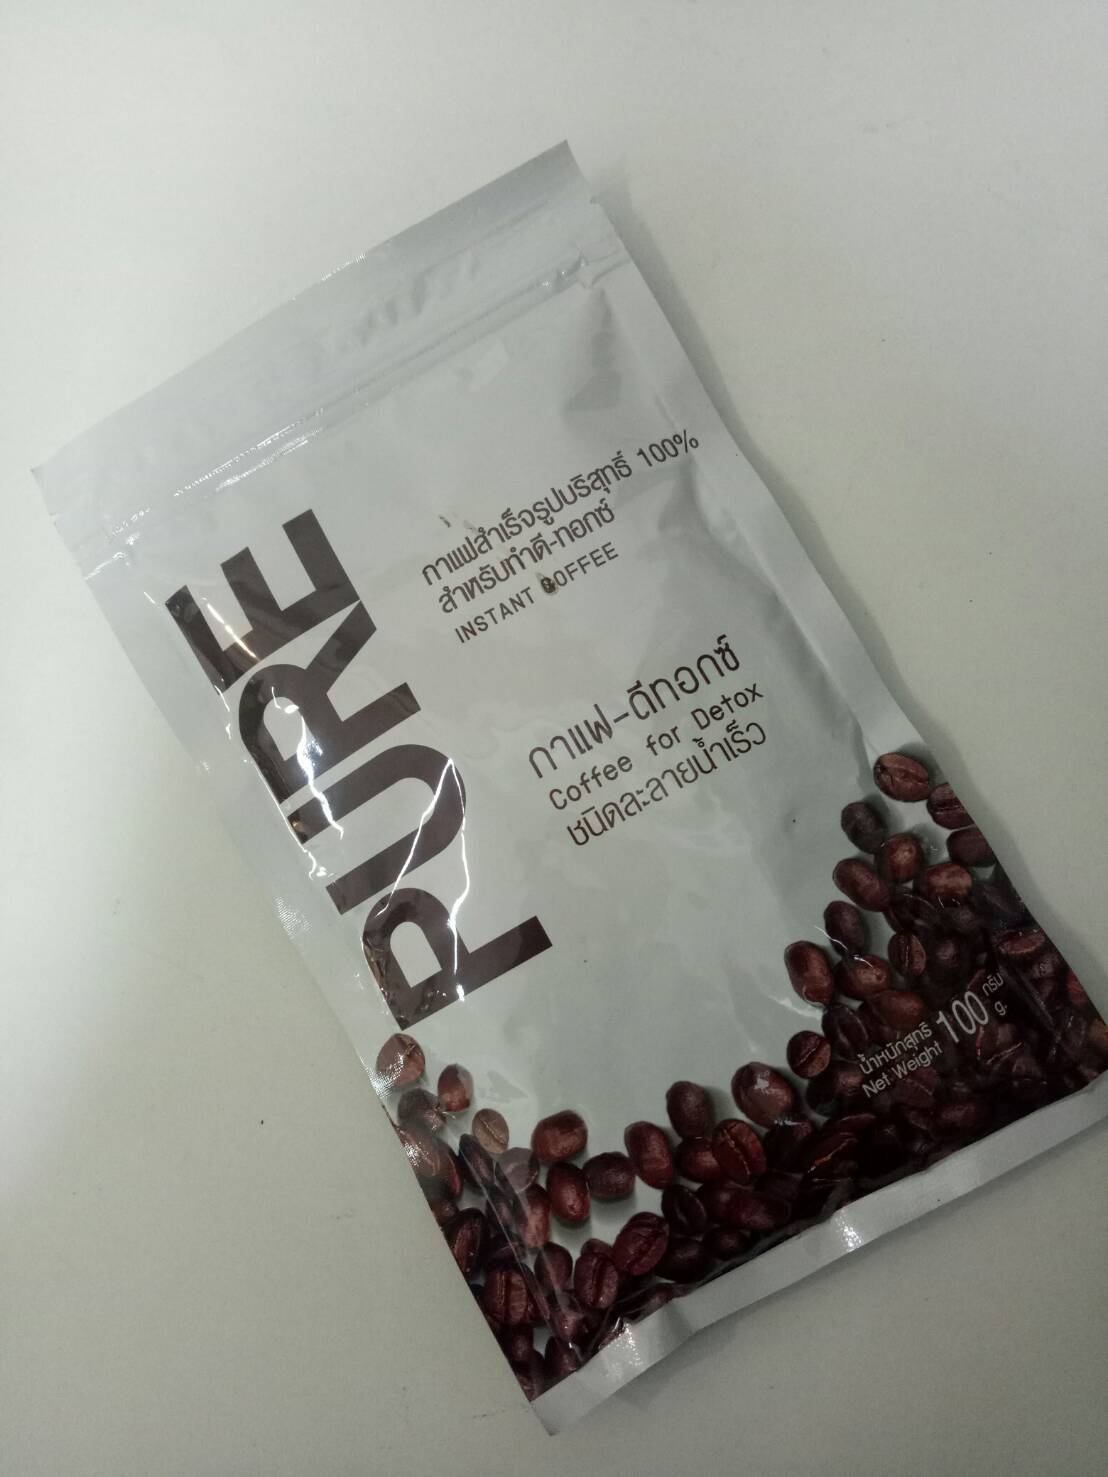 PURE
กาแฟสำเร็จรูปบริสุทธิ์ 100%
สำหรับทำดี-ทอกซ์
INSTANT COFFEE
กาแฟ-ดีทอกซ์
Coffee for Detox
ชนิดละลายน้ำเร็ว
น้ำหนักสุทธิ 100 กรัม
Net Weight g.